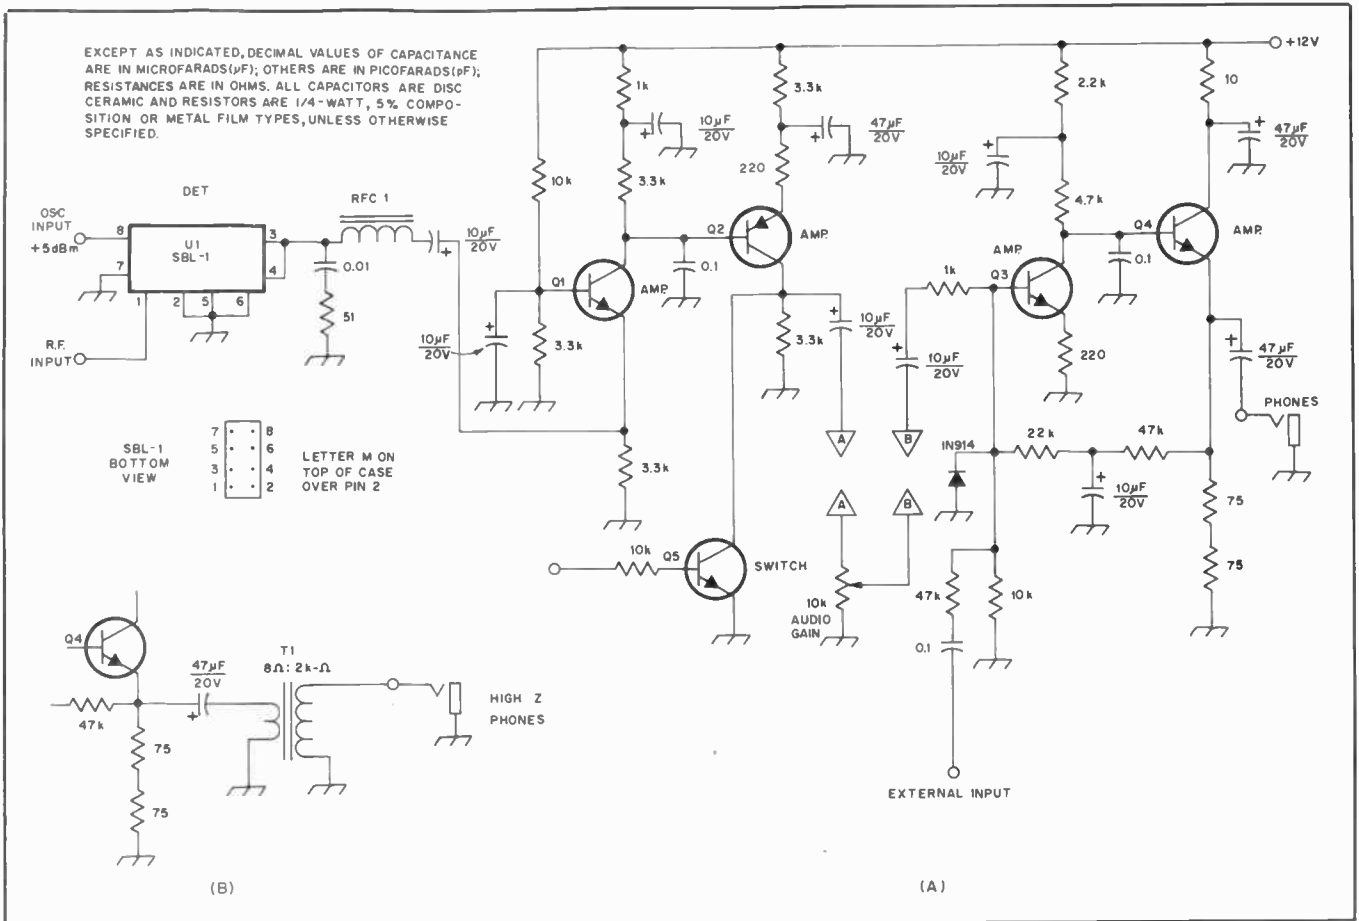 EXCEPT AS INDICATED, DECIMAL VALUES OF CAPACITANCE
ARE IN MICROFARADS (µF); OTHERS ARE IN PICOFARADS (pF);
RESISTANCES ARE IN OHMS. ALL CAPACITORS ARE DISC
CERAMIC AND RESISTORS ARE 1/4-WATT, 5% COMPO-
SITION OR METAL FILM TYPES, UNLESS OTHERWISE
SPECIFIED.
+12V
1k
10µF
20V
3.3k
47µF
20V
2.2k
10
47µF
20V
10µF
20V
10k
3.3k
220
4.7k
DET
RFC 1
OSC
INPUT
+5dBm
8
U1
SBL-1
3
4
7
1
2
5
6
10µF
20V
0.01
51
R.F.
INPUT
Q1
AMP.
Q2
AMP.
0.1
Q3
AMP.
Q4
AMP.
0.1
1k
10µF
20V
3.3k
3.3k
10µF
20V
10µF
20V
220
47µF
20V
PHONES
A
B
1N914
22k
47k
10µF
20V
75
75
3.3k
SBL-1
BOTTOM
VIEW
7
8
5
6
3
4
1
2
LETTER M ON
TOP OF CASE
OVER PIN 2
A
B
10k
Q5
SWITCH
10k
AUDIO
GAIN
47k
10k
0.1
EXTERNAL INPUT
Q4
47k
47µF
20V
T1
8Ω : 2k-Ω
HIGH Z
PHONES
75
75
(B)
(A)